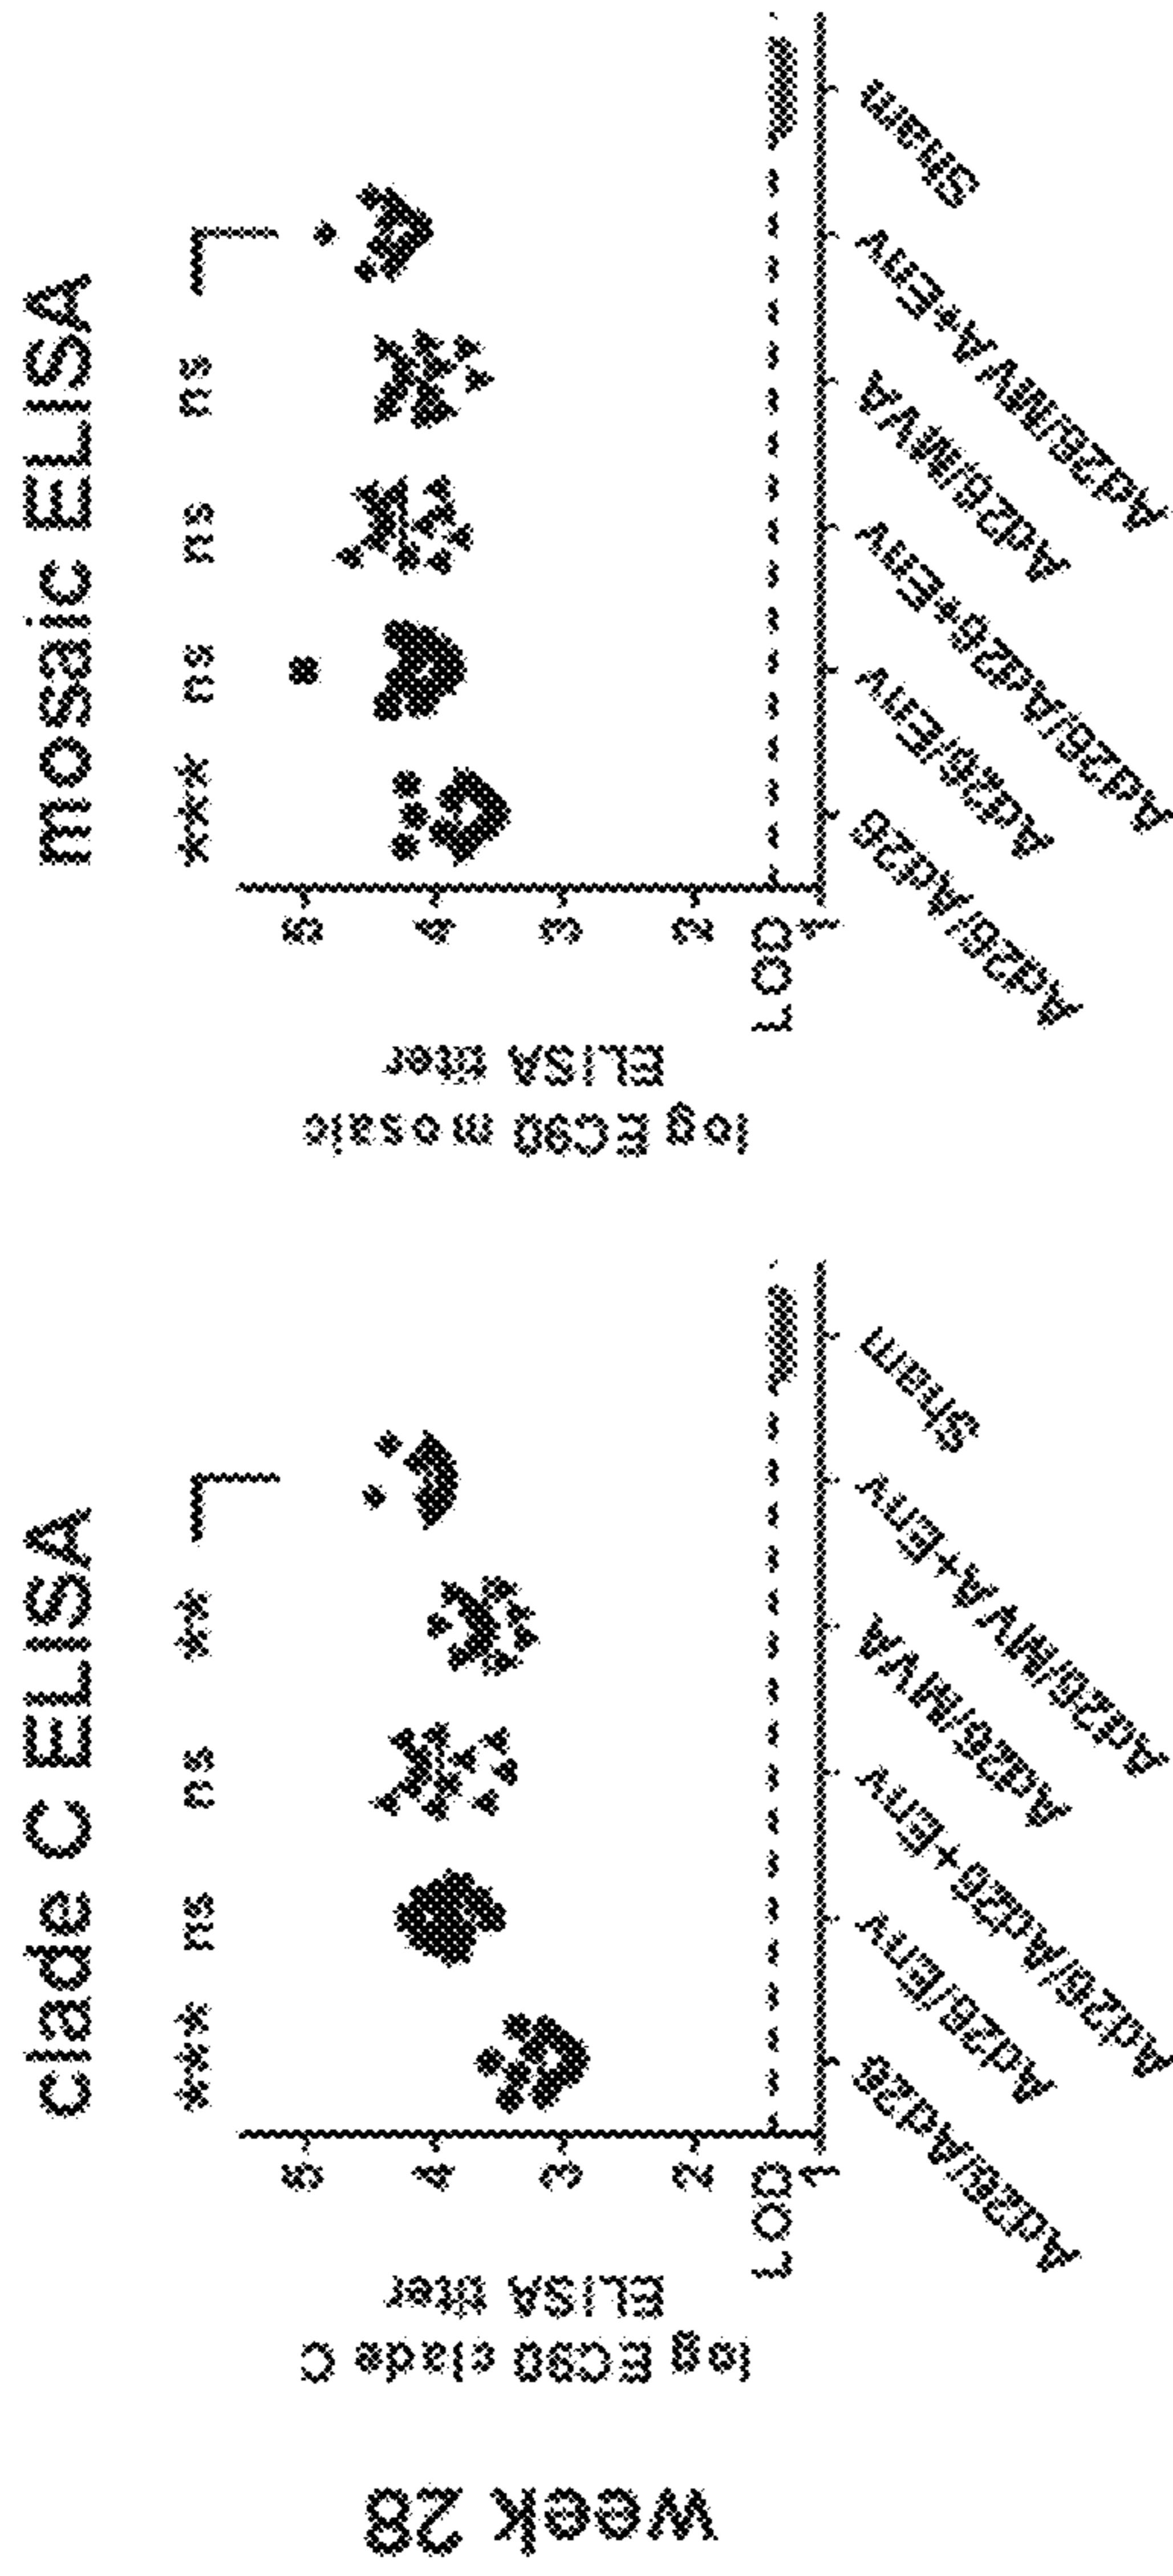 week 28
clade C ELISA
*** ns ns **
log EC90 clade C
ELISA titer
5
4
3
2
LOD
1
Ad26/Ad26
Ad26/Env
Ad26/Ad26+Env
Ad26/MVA
Ad26/MVA+Env
Sham
mosaic ELISA
*** ns ns ns
log EC90 mosaic
ELISA titer
5
4
3
2
LOD
1
Ad26/Ad26
Ad26/Env
Ad26/Ad26+Env
Ad26/MVA
Ad26/MVA+Env
Sham